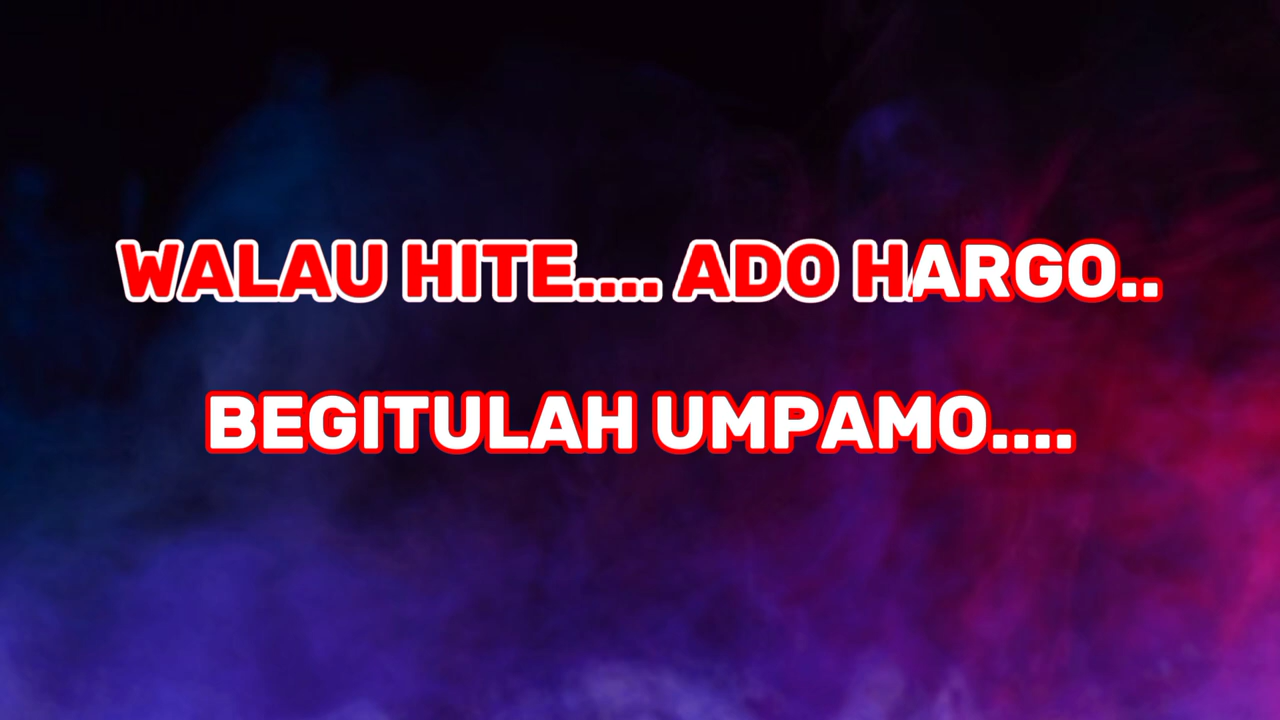 WALAU HITE.... ADO HARGO..
BEGITULAH UMPAMO....